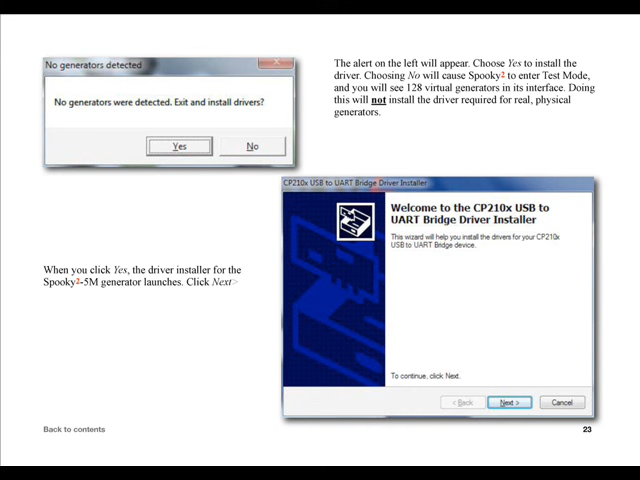 No generators detected
No generators were detected. Exit and install drivers?
Yes
No
The alert on the left will appear. Choose Yes to install the
driver. Choosing No will cause Spooky2 to enter Test Mode,
and you will see 128 virtual generators in its interface. Doing
this will not install the driver required for real, physical
generators.
CP210x USB to UART Bridge Driver Installer
Welcome to the CP210x USB to
UART Bridge Driver Installer
This wizard will help you install the drivers for your CP210x
USB to UART Bridge device.
To continue, click Next.
< Back
Next >
Cancel
When you click Yes, the driver installer for the
Spooky2-5M generator launches. Click Next>
Back to contents
23